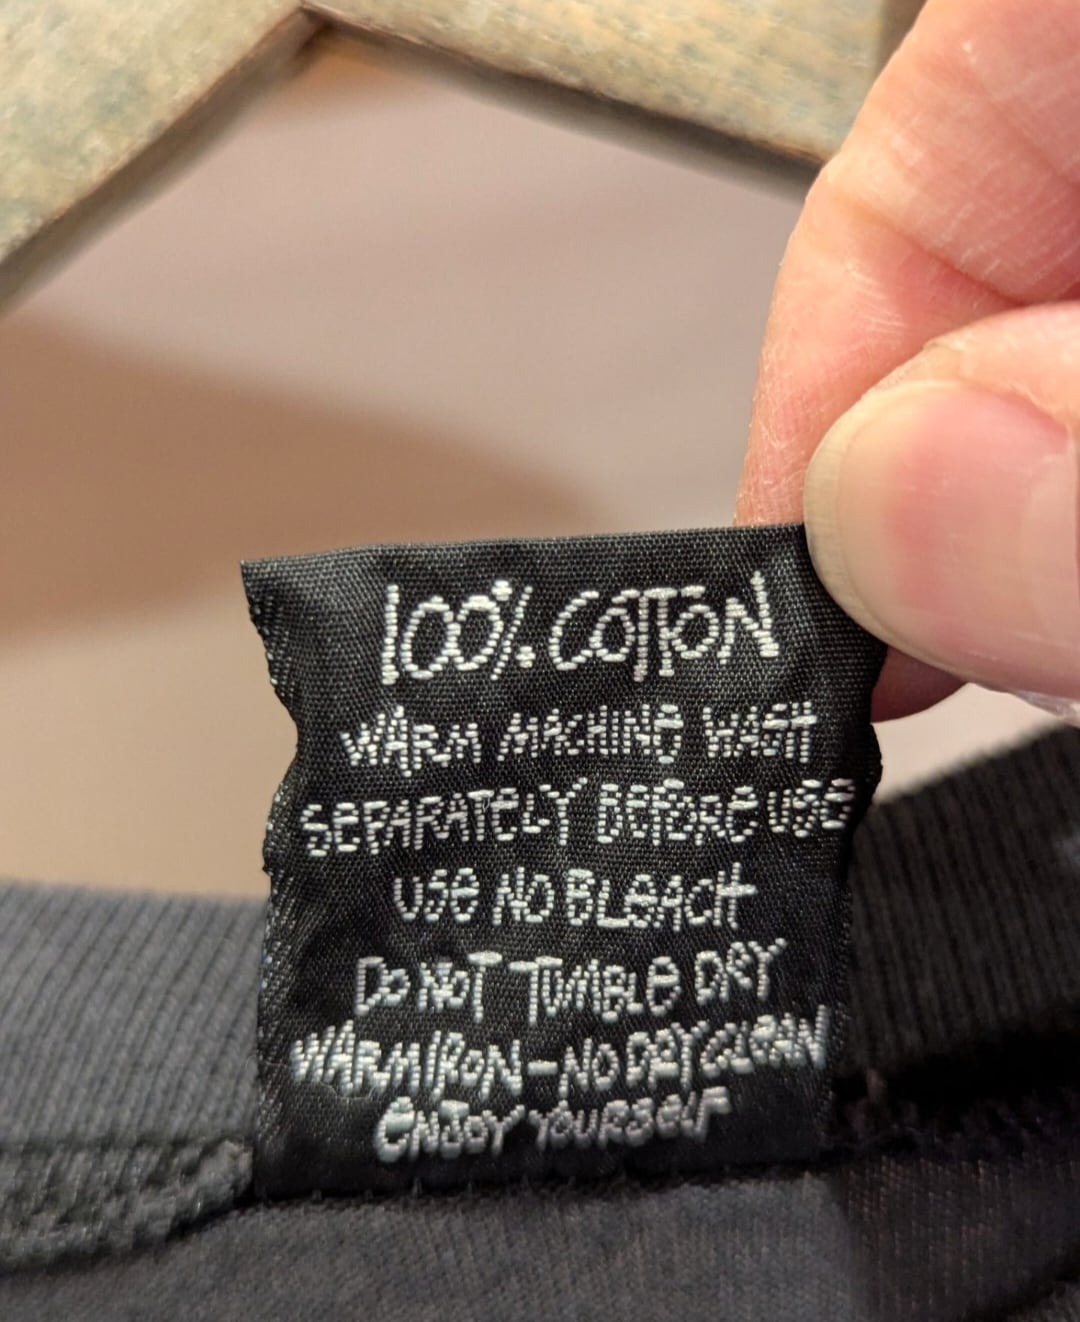 100% COTTON
WARM MACHINE WASH
SEPARATELY BEFORE USE
USE NO BLEACH
DO NOT TUMBLE DRY
WARM IRON - NO DRY CLEAN
ENJOY YOURSELF